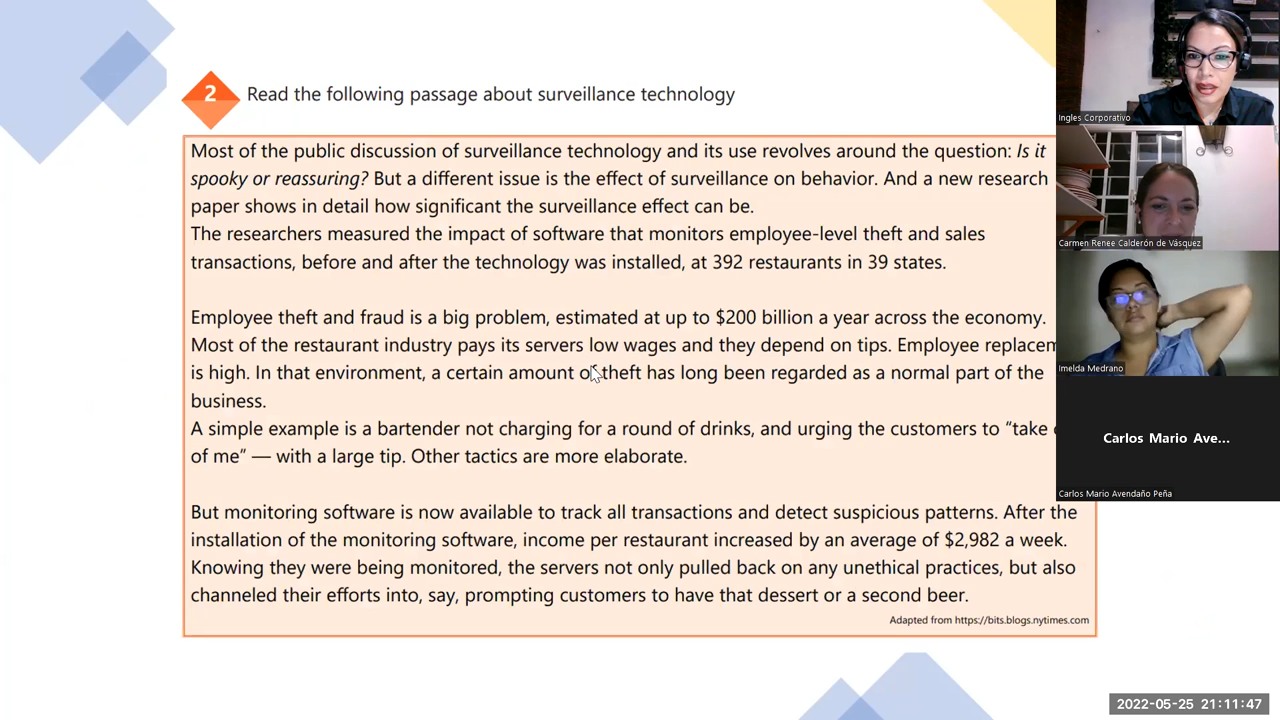 2
Read the following passage about surveillance technology
Most of the public discussion of surveillance technology and its use revolves around the question: Is it
spooky or reassuring? But a different issue is the effect of surveillance on behavior. And a new research
paper shows in detail how significant the surveillance effect can be.
The researchers measured the impact of software that monitors employee-level theft and sales
transactions, before and after the technology was installed, at 392 restaurants in 39 states.
Employee theft and fraud is a big problem, estimated at up to $200 billion a year across the economy.
Most of the restaurant industry pays its servers low wages and they depend on tips. Employee
is high. In that environment, a certain amount of theft has long been regarded as a normal part of the
business.
A simple example is a bartender not charging for a round of drinks, and urging the customers to “take
of me” — with a large tip. Other tactics are more elaborate.
But monitoring software is now available to track all transactions and detect suspicious patterns. After the
installation of the monitoring software, income per restaurant increased by an average of $2,982 a week.
Knowing they were being monitored, the servers not only pulled back on any unethical practices, but also
channeled their efforts into, say, prompting customers to have that dessert or a second beer.
Adapted from https://bits.blogs.nytimes.com
Ingles Corporativo
Carmen Renee Calderón de Vásquez
Imelda Medrano
Carlos Mario Ave...
Carlos Mario Avendaño Peña
2022-05-25 21:11:47